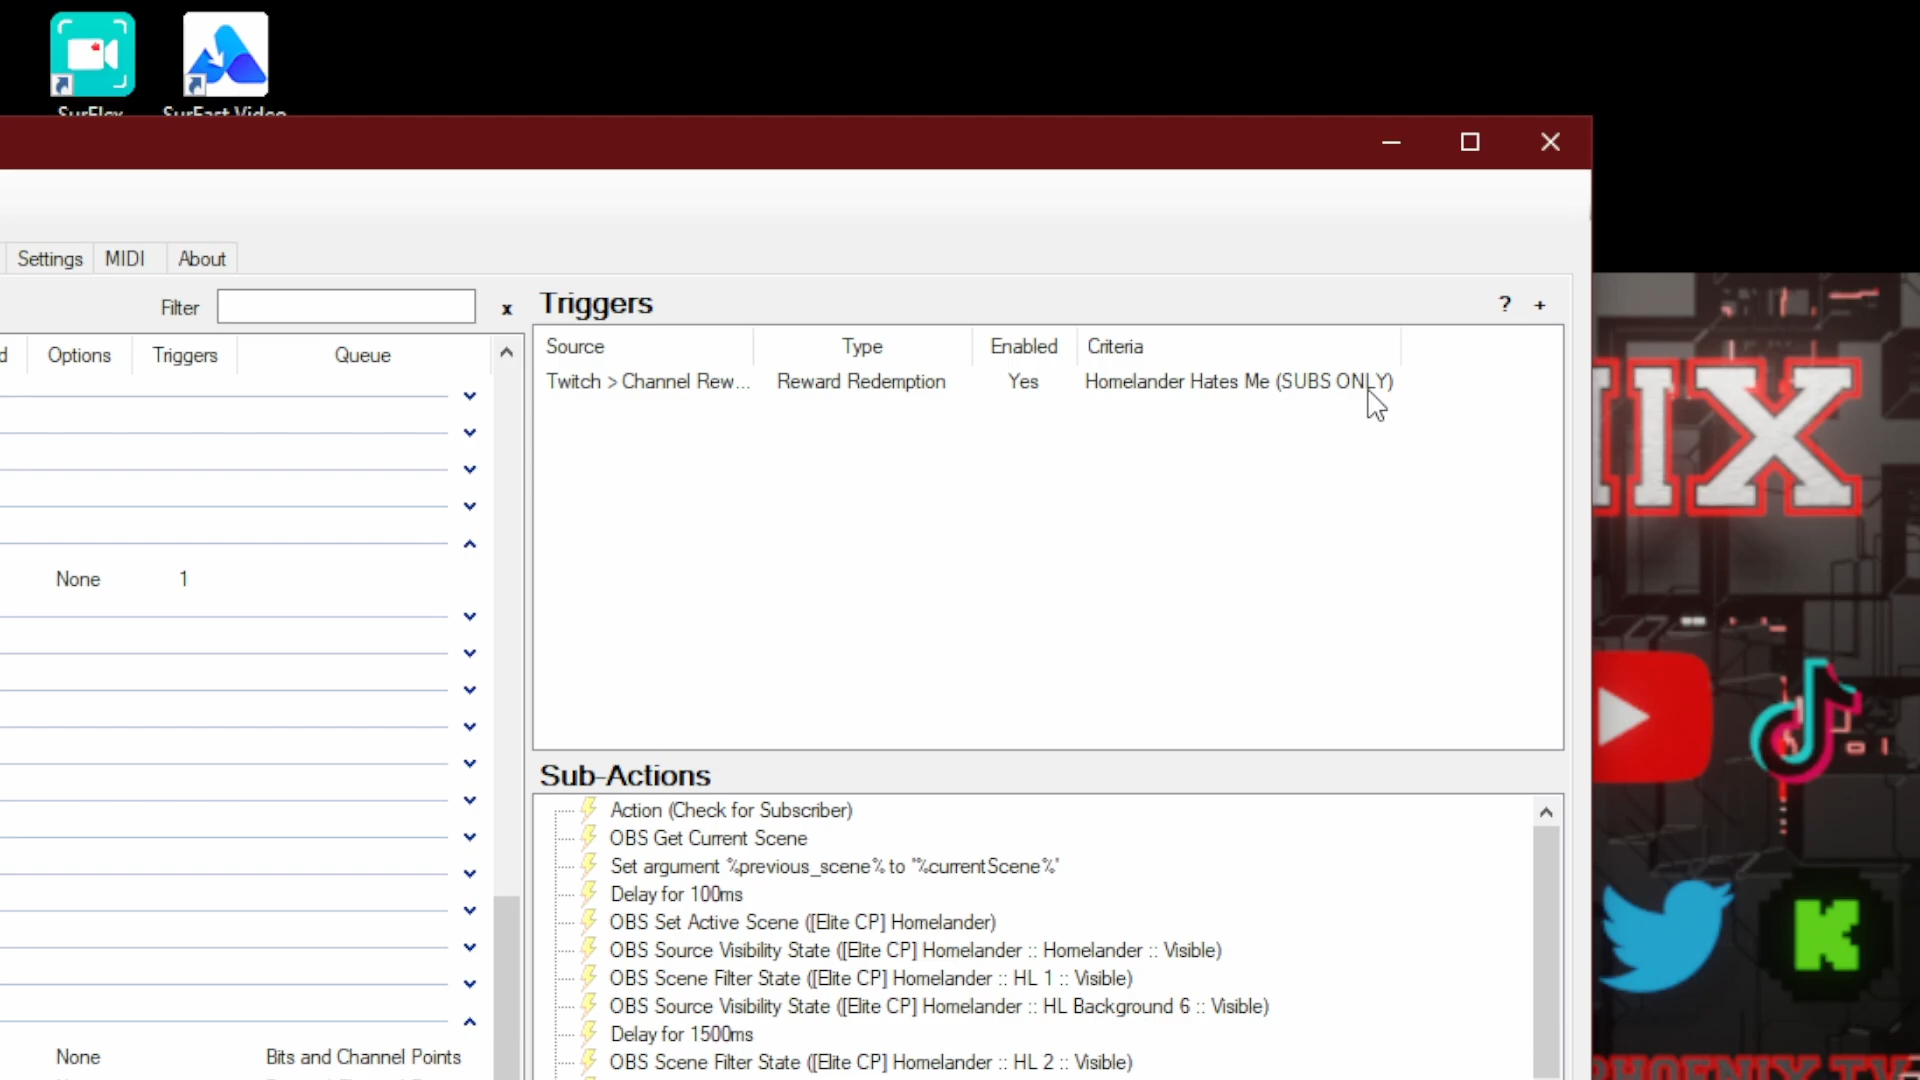 Settings MIDI About
Filter x
Options Triggers Queue
None 1
None Bits and Channel Points
Triggers ? +
Source Type Enabled Criteria
Twitch > Channel Rew... Reward Redemption Yes Homelander Hates Me (SUBS ONLY)
Sub-Actions
Action (Check for Subscriber)
OBS Get Current Scene
Set argument %previous_scene% to "%currentScene%"
Delay for 100ms
OBS Set Active Scene ([Elite CP] Homelander)
OBS Source Visibility State ([Elite CP] Homelander :: Homelander :: Visible)
OBS Scene Filter State ([Elite CP] Homelander :: HL 1 :: Visible)
OBS Source Visibility State ([Elite CP] Homelander :: HL Background 6 :: Visible)
Delay for 1500ms
OBS Scene Filter State ([Elite CP] Homelander :: HL 2 :: Visible)
IX
K
PHOENIX TV